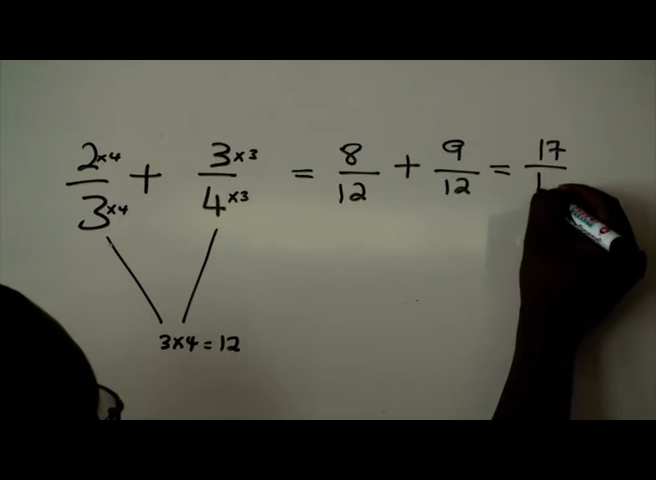 2×4 3×3 8 9 17
— + — = — + — = —
3×4 4×3 12 12 1
3×4=12